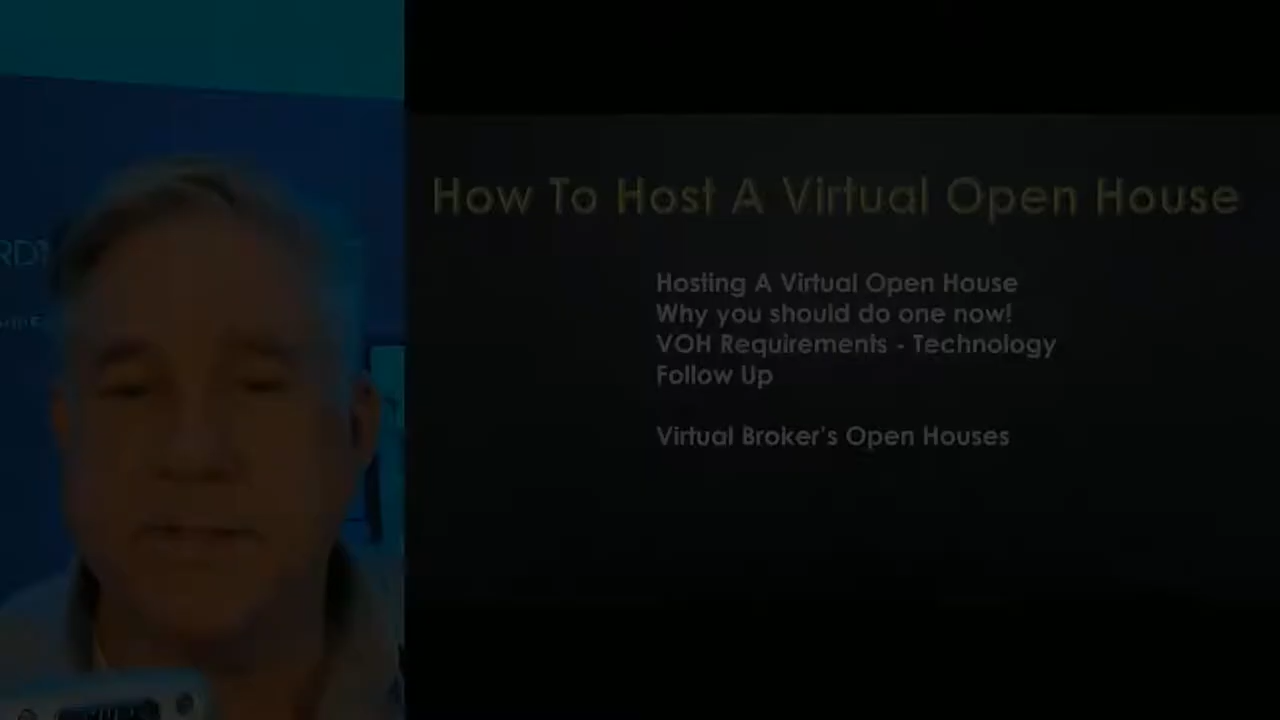 How To Host A Virtual Open House
Hosting A Virtual Open House
Why you should do one now!
VOH Requirements - Technology
Follow Up
Virtual Broker's Open Houses